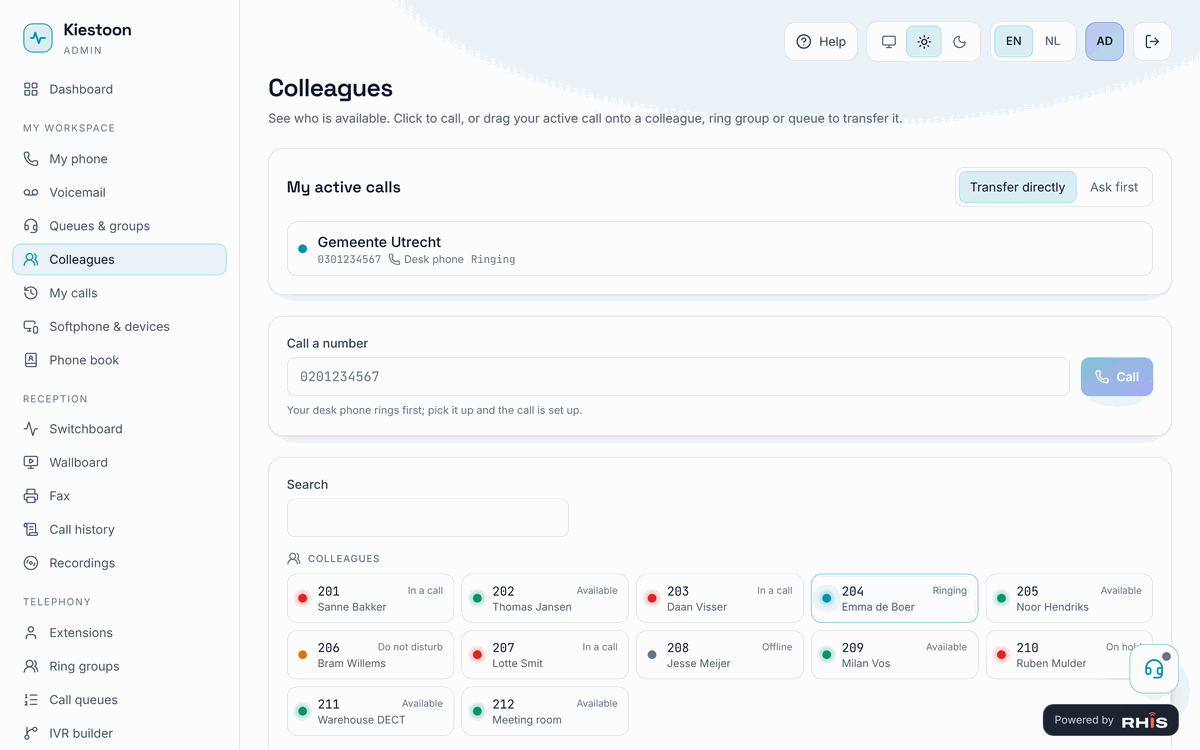 Kiestoon
ADMIN
Dashboard
MY WORKSPACE
My phone
Voicemail
Queues & groups
Colleagues
My calls
Softphone & devices
Phone book
RECEPTION
Switchboard
Wallboard
Fax
Call history
Recordings
TELEPHONY
Extensions
Ring groups
Call queues
IVR builder
Help
EN NL
AD
Colleagues
See who is available. Click to call, or drag your active call onto a colleague, ring group or queue to transfer it.
My active calls
Transfer directly Ask first
Gemeente Utrecht
0301234567 Desk phone Ringing
Call a number
0201234567
Call
Your desk phone rings first; pick it up and the call is set up.
Search
COLLEAGUES
201 In a call
Sanne Bakker
202 Available
Thomas Jansen
203 In a call
Daan Visser
204 Ringing
Emma de Boer
205 Available
Noor Hendriks
206 Do not disturb
Bram Willems
207 In a call
Lotte Smit
208 Offline
Jesse Meijer
209 Available
Milan Vos
210 On
Ruben Mulder
211 Available
Warehouse DECT
212 Available
Meeting room
Powered by RHIS